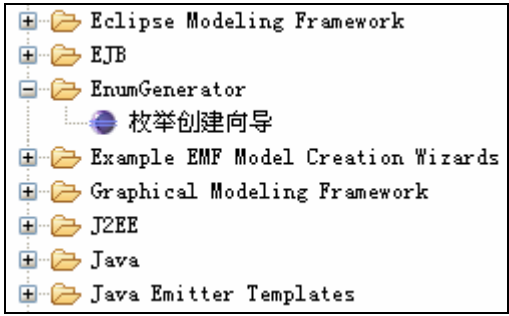 Eclipse Modeling Framework
EJB
EnumGenerator
枚举创建向导
Example EMF Model Creation Wizards
Graphical Modeling Framework
J2EE
Java
Java Emitter Templates